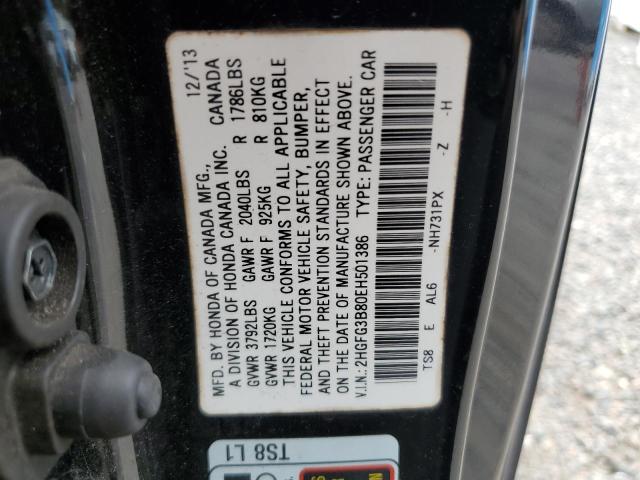 MFD. BY HONDA OF CANADA MFG., 12/'13
A DIVISION OF HONDA CANADA INC. CANADA
GVWR 3792LBS GAWR F 2040LBS R 1786LBS
GVWR 1720KG GAWR F 925KG R 810KG
THIS VEHICLE CONFORMS TO ALL APPLICABLE
FEDERAL MOTOR VEHICLE SAFETY, BUMPER,
AND THEFT PREVENTION STANDARDS IN EFFECT
ON THE DATE OF MANUFACTURE SHOWN ABOVE.
V.I.N.: 2HGFG3B80EH501386 TYPE: PASSENGER CAR
TS8 E AL6 -NH731PX -Z -H
TS8 L1